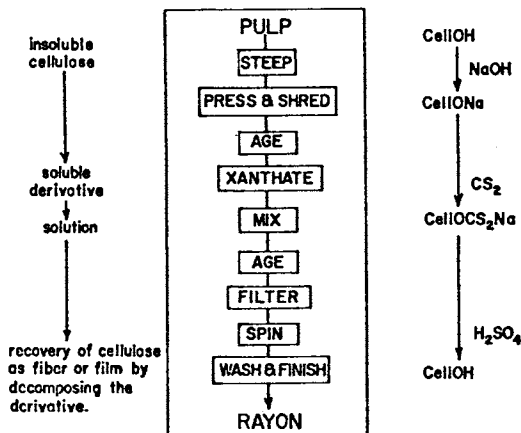 insoluble
cellulose
soluble
derivative
solution
recovery of cellulose
as fiber or film by
decomposing the
derivative.
PULP
STEEP
PRESS & SHRED
AGE
XANTHATE
MIX
AGE
FILTER
SPIN
WASH & FINISH
RAYON
CellOH
NaOH
CellONa
CS₂
CellOCS₂Na
H₂SO₄
CellOH